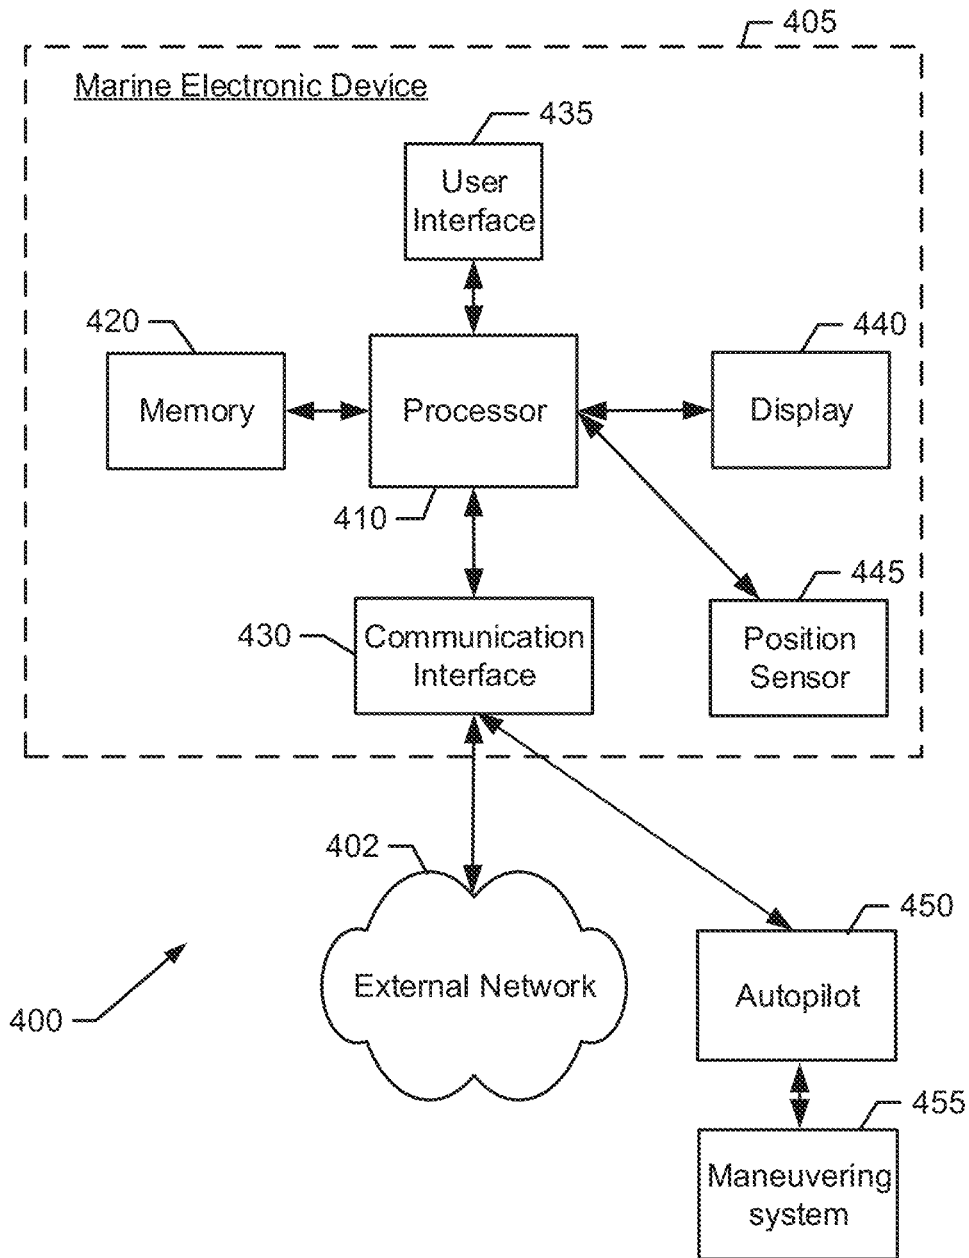 405
Marine Electronic Device
435
User
Interface
420
440
Memory
Processor
Display
410
445
430
Communication
Interface
Position
Sensor
402
450
External Network
Autopilot
400
455
Maneuvering
system